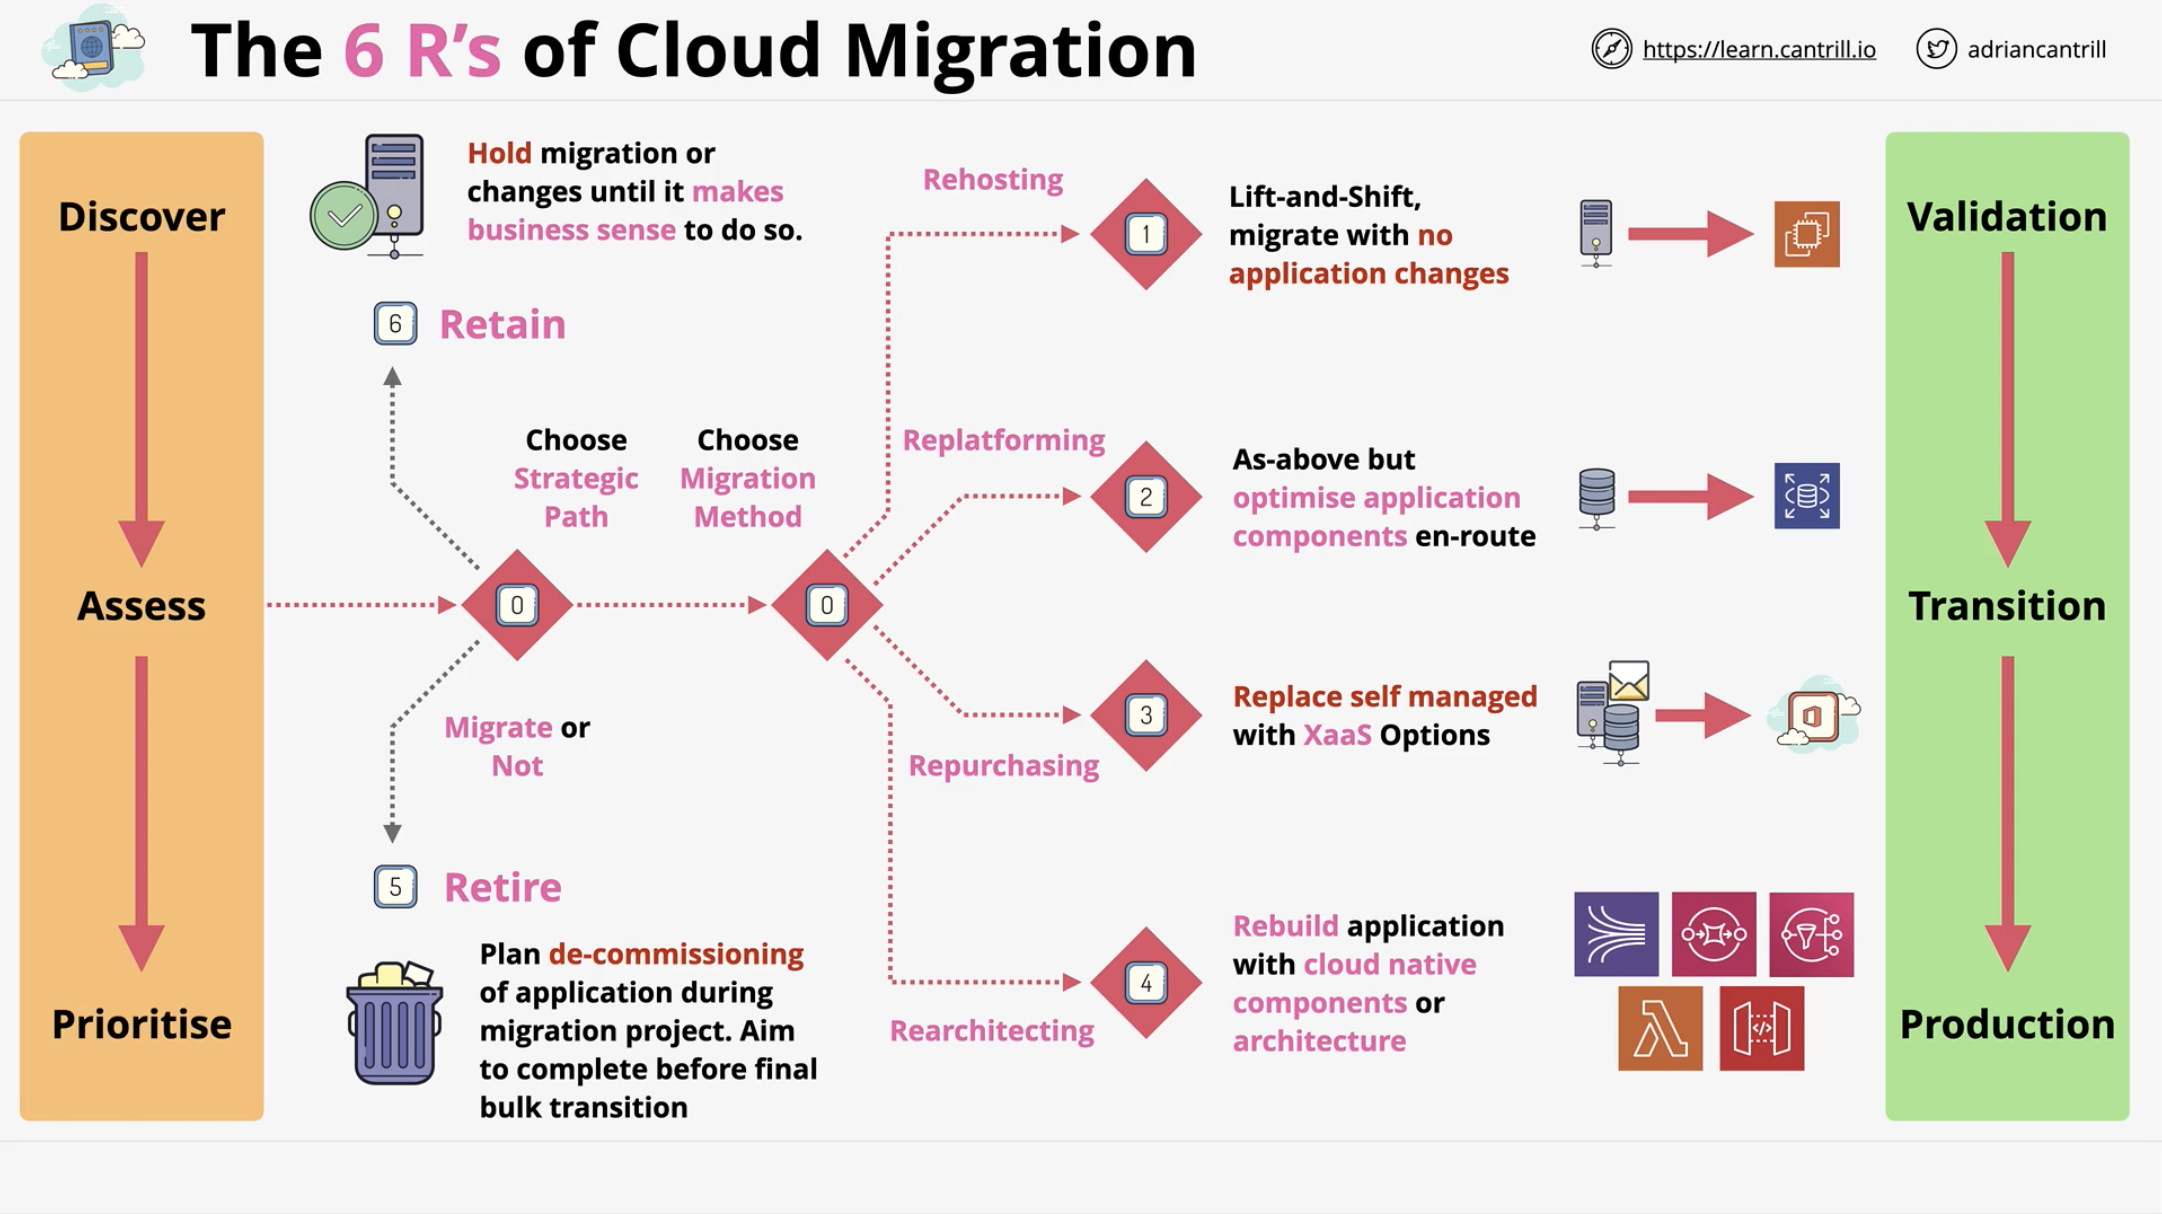 The 6 R's of Cloud Migration
https://learn.cantrill.io
adriancantrill
Discover
Assess
Prioritise
Hold migration or
changes until it makes
business sense to do so.
6
Retain
Choose
Strategic
Path
Choose
Migration
Method
0
0
Migrate or
Not
5
Retire
Plan de-commissioning
of application during
migration project. Aim
to complete before final
bulk transition
Rehosting
1
Lift-and-Shift,
migrate with no
application changes
Replatforming
2
As-above but
optimise application
components en-route
Repurchasing
3
Replace self managed
with XaaS Options
Rearchitecting
4
Rebuild application
with cloud native
components or
architecture
</>
Validation
Transition
Production